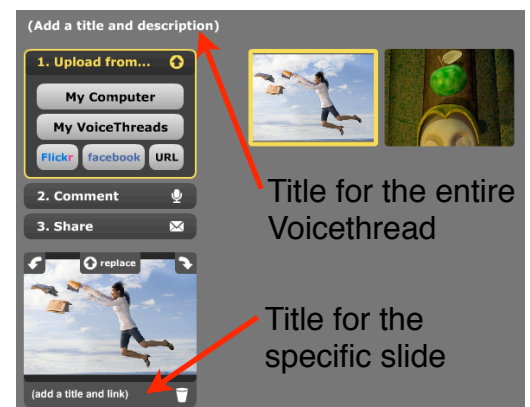 (Add a title and description)
1. Upload from...
My Computer
My VoiceThreads
Flickr facebook URL
2. Comment
3. Share
replace
(add a title and link)
Title for the entire
Voicethread
Title for the
specific slide